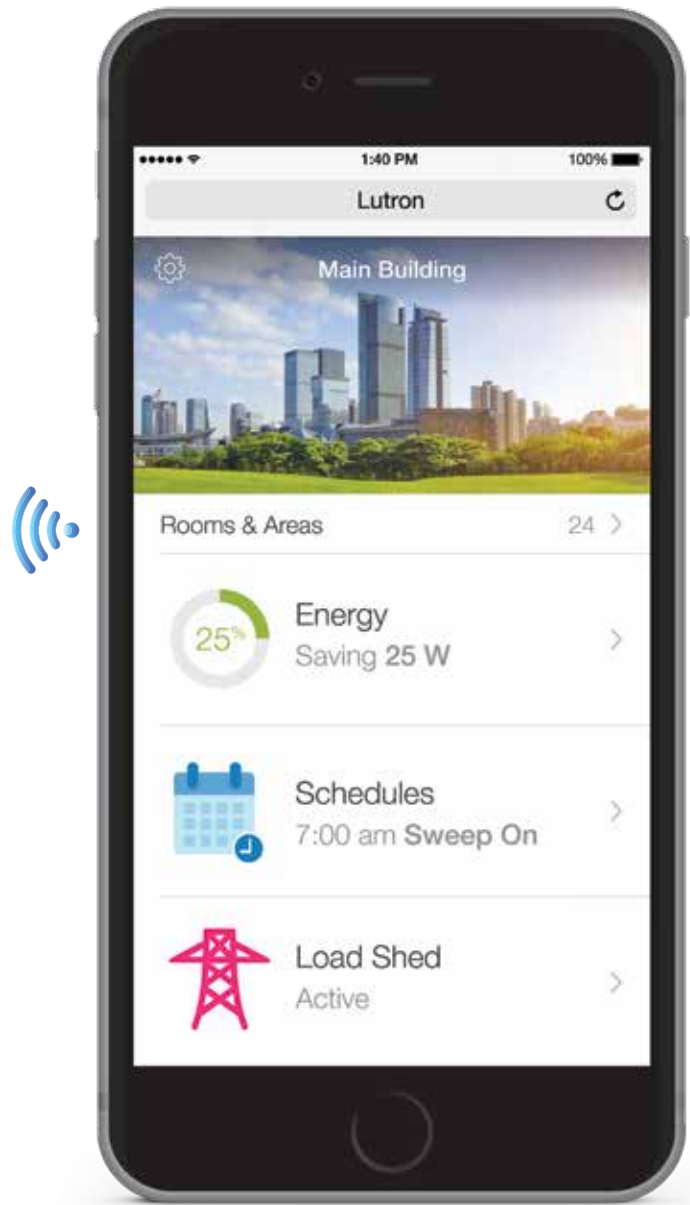 1:40 PM 100%
Lutron
Main Building
Rooms & Areas 24
25%
Energy
Saving 25 W
Schedules
7:00 am Sweep On
Load Shed
Active